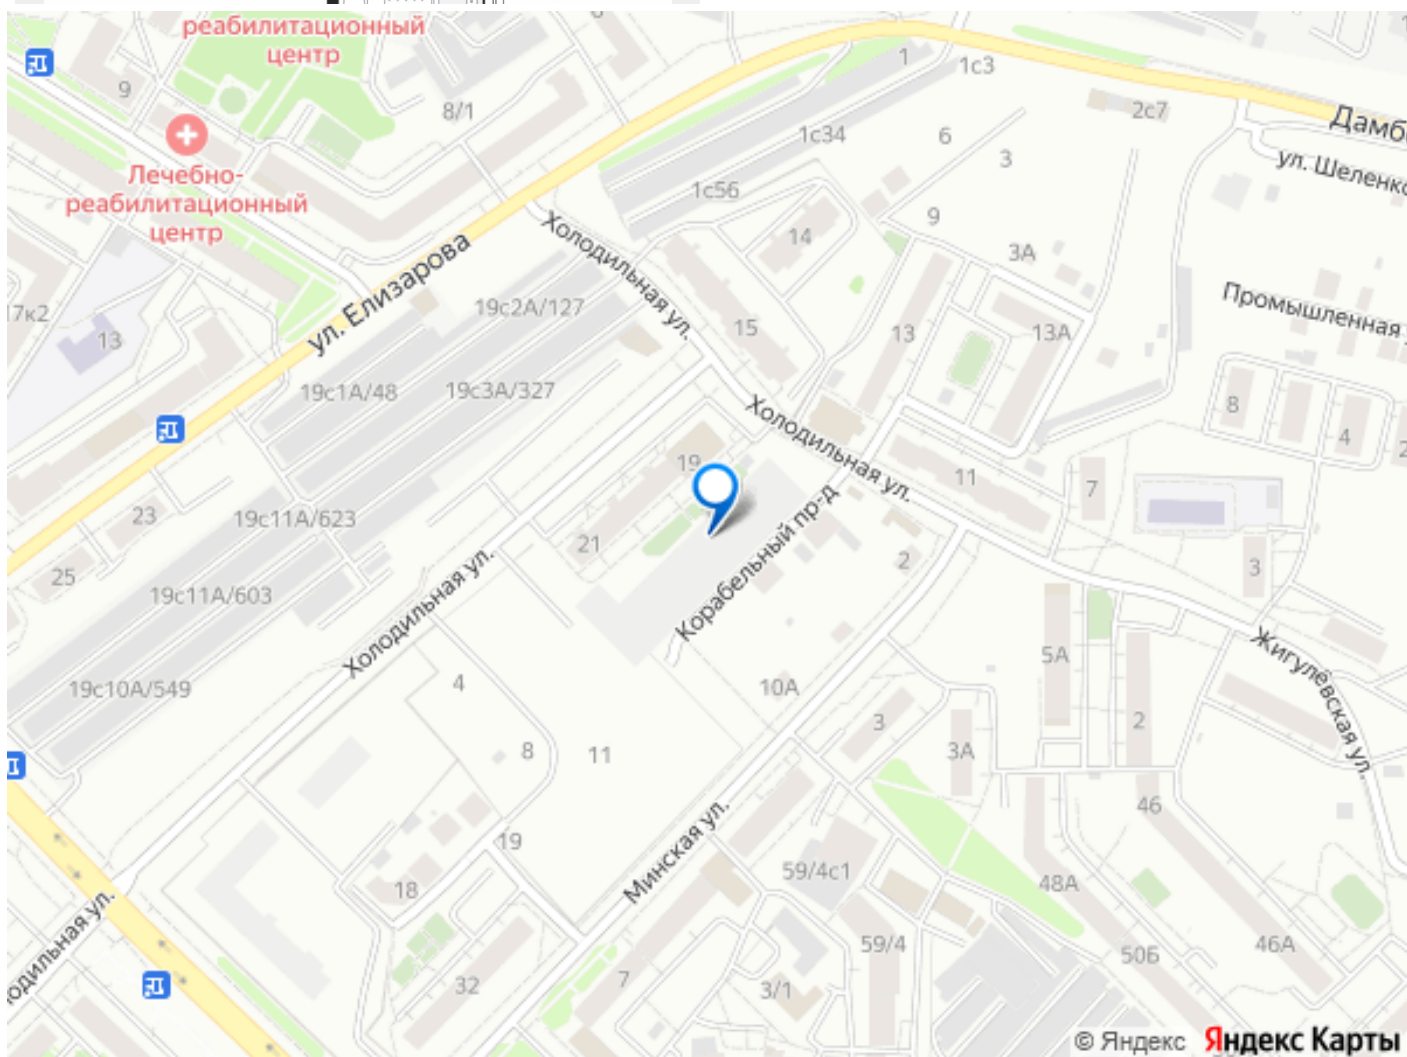 реабилитационный
центр
9
8/1
1
1с3
2с7
Дамб
ул. Шеленко
1с34
6
3
Лечебно-
реабилитационный
центр
1с56
9
Холодильная ул.
14
3А
ул. Елизарова
17к2
13
19с2А/127
15
13
13А
Промышленная
19с1А/48
19с3А/327
8
4
2
Холодильная ул.
19
11
7
23
19с11А/623
21
Корабельный пр-д
2
3
25
19с11А/603
Холодильная ул.
5А
Жигулёвская ул.
19с10А/549
4
10А
3
3А
2
8
11
46
Минская ул.
19
59/4с1
18
48А
одильная ул.
59/4
50Б
46А
32
7
3/1
© Яндекс Яндекс Карты